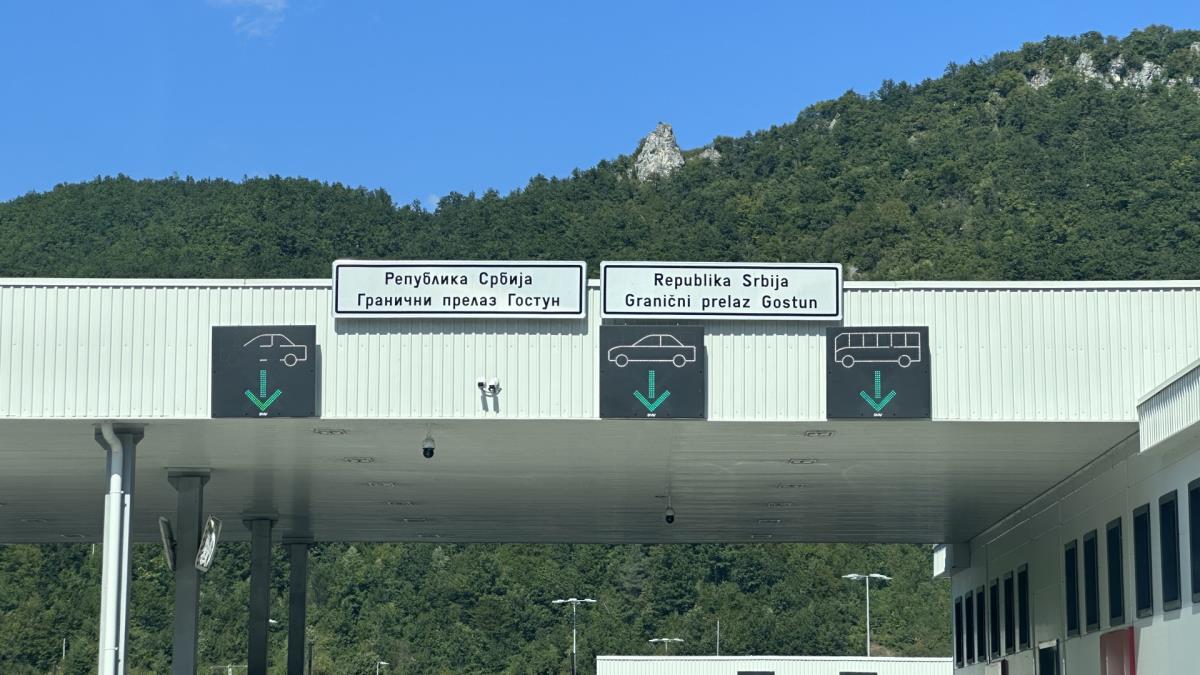 Република Србија
Гранични прелаз Гостун
Republika Srbija
Granični prelaz Gostun